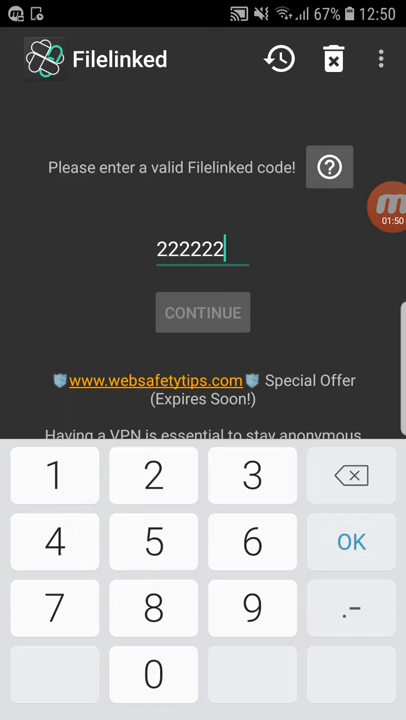 67% 12:50
Filelinked
Please enter a valid Filelinked code!
01:50
222222
CONTINUE
www.websafetytips.com Special Offer
(Expires Soon!)
Having a VPN is essential to stay anonymous
1 2 3
4 5 6 OK
7 8 9 .-
0